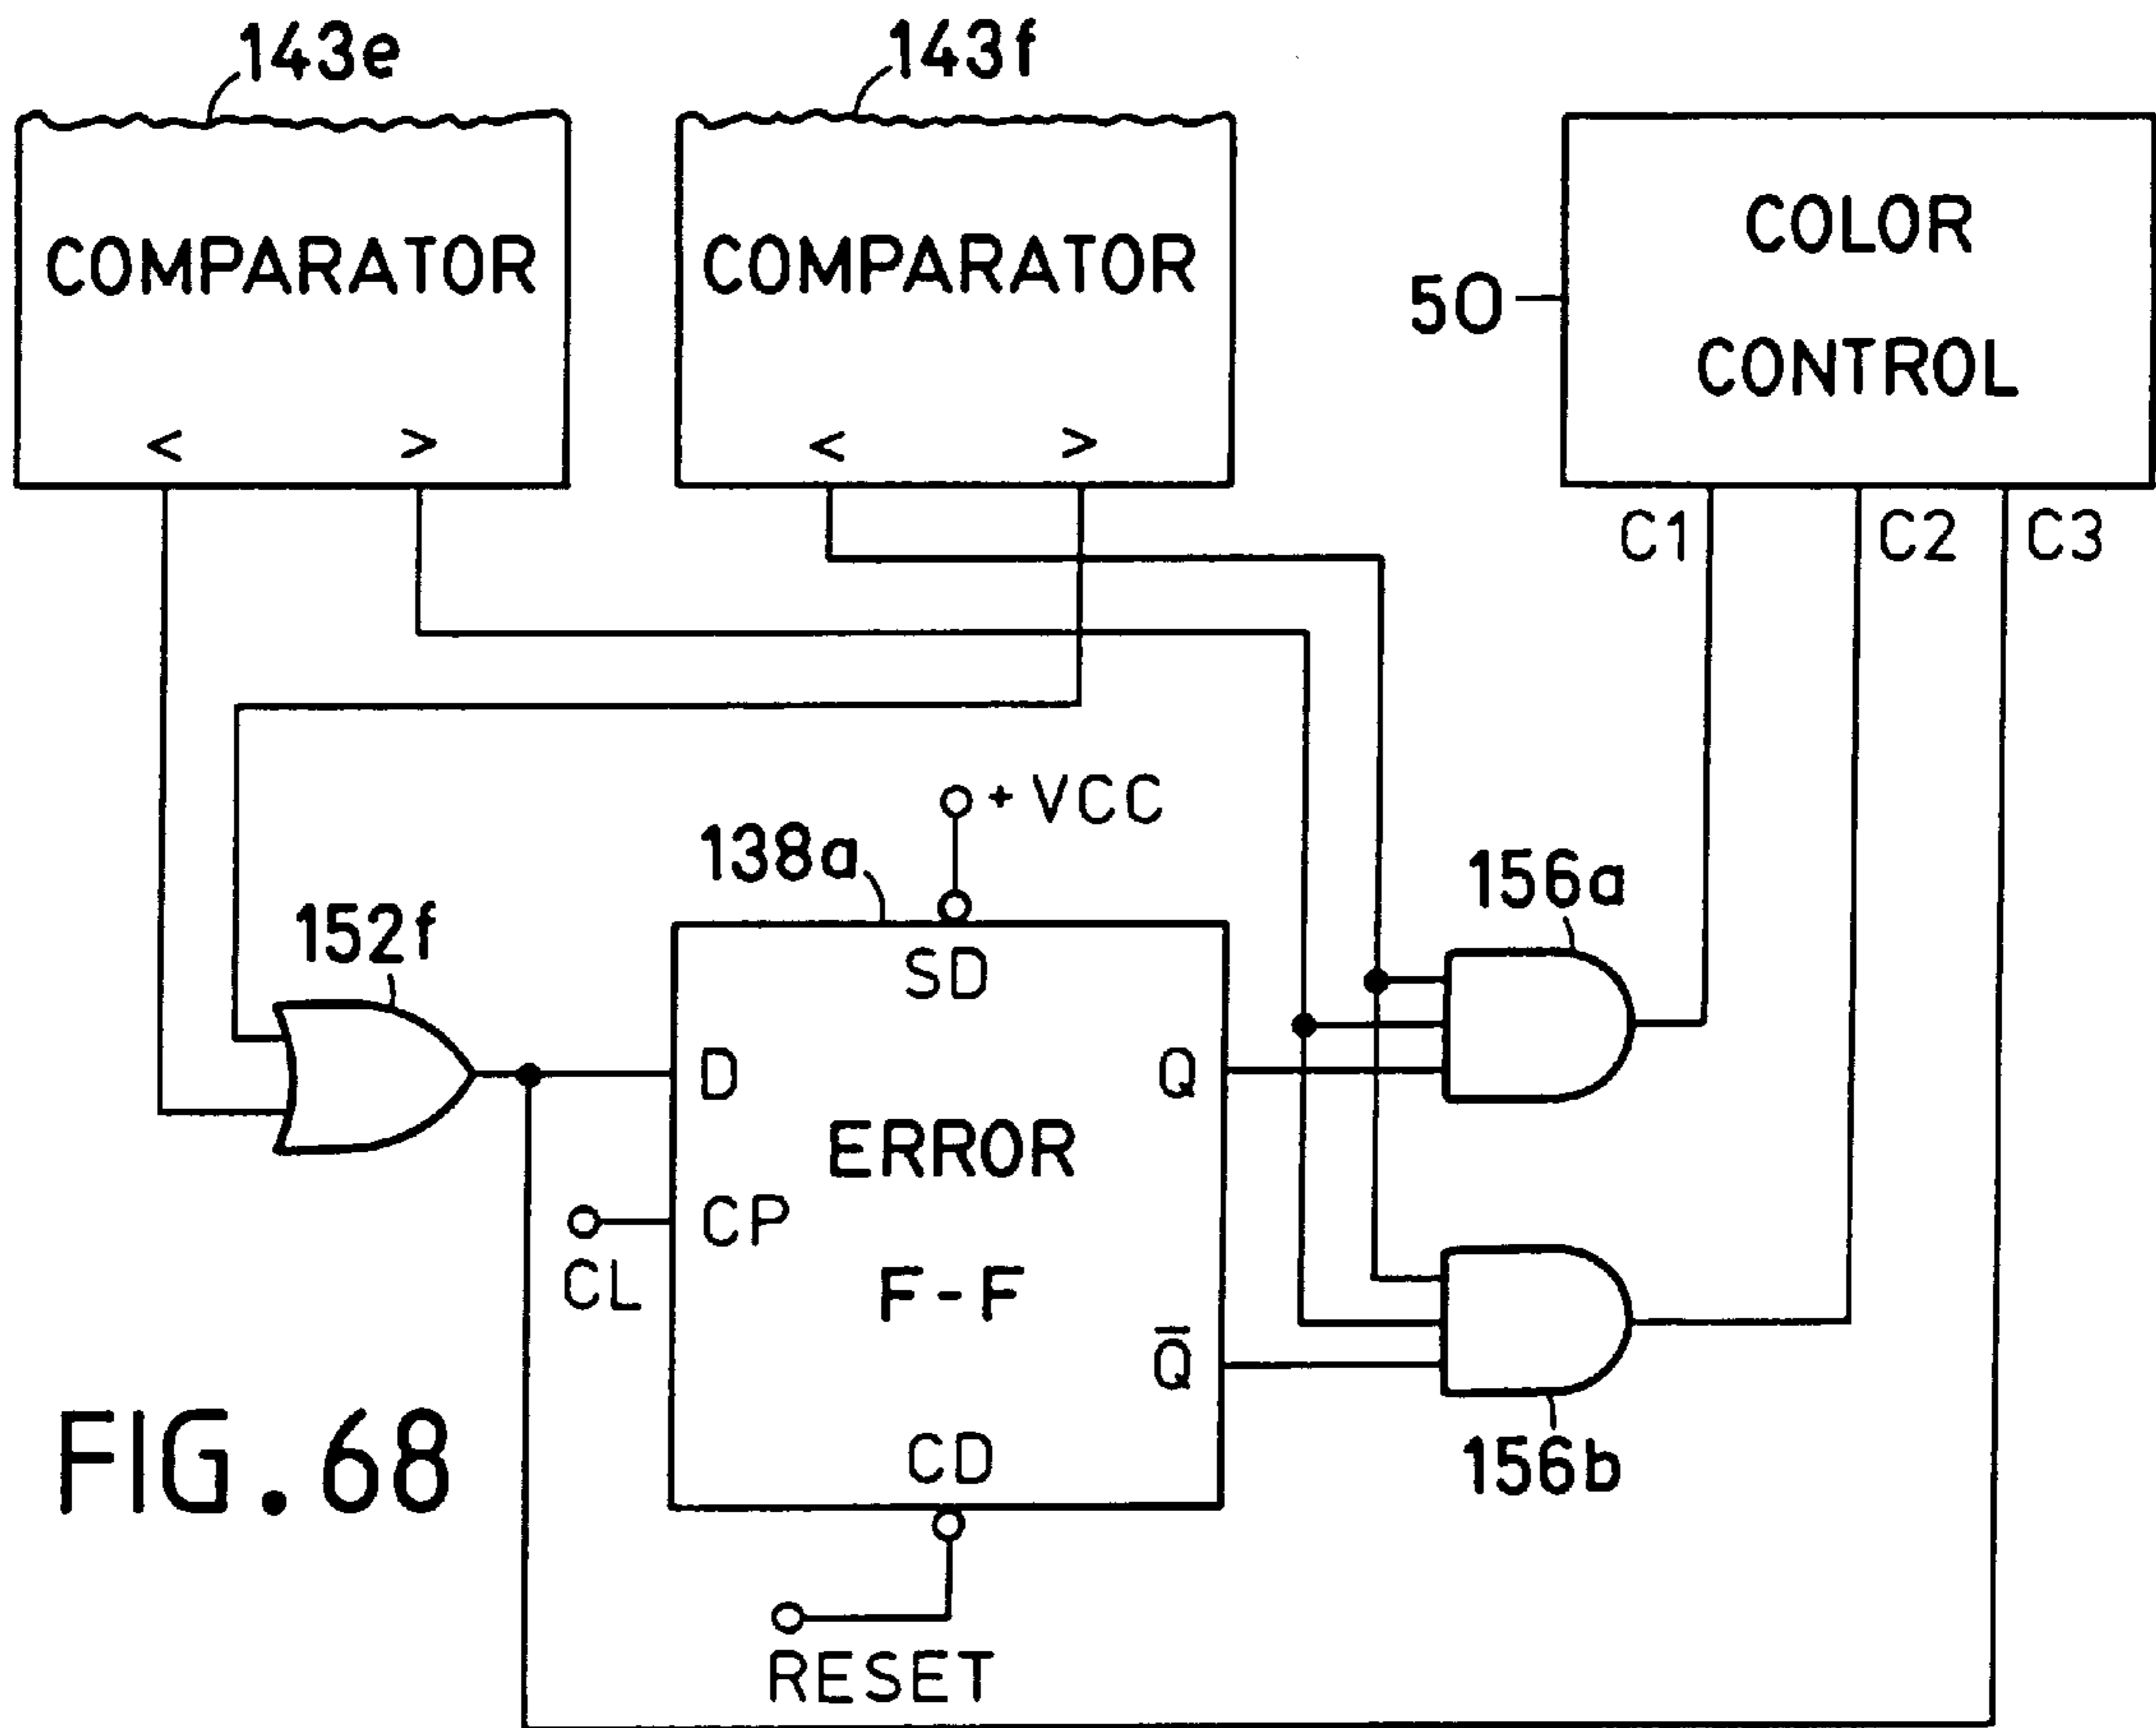 143e
143f
COMPARATOR
< >
COMPARATOR
< >
COLOR
CONTROL
50
C1
C2
C3
+ VCC
138a
152f
156a
SD
D
Q
ERROR
CP
CL
F-F
Q̅
CD
156b
RESET
FIG. 68